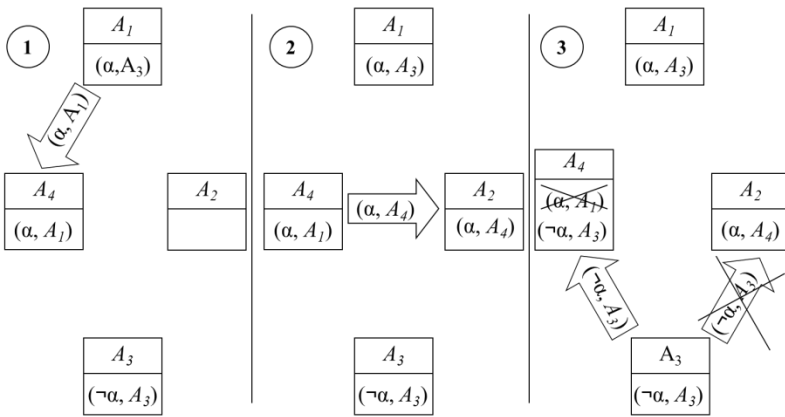 1
A₁
(α,A₃)
(α, A₁)
A₄
(α, A₁)
A₂
A₃
(¬α, A₃)
2
A₁
(α, A₃)
A₄
(α, A₁)
(α, A₄)
A₂
(α, A₄)
A₃
(¬α, A₃)
3
A₁
(α, A₃)
A₄
(α, A₁)
(¬α, A₃)
A₂
(α, A₄)
(¬α, A₃)
(¬α, A₃)
A₃
(¬α, A₃)